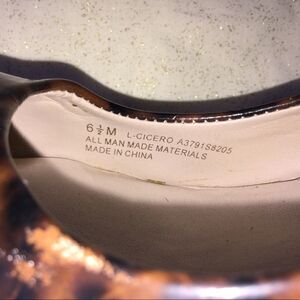 6½M L-CICERO A3791S8205
ALL MAN MADE MATERIALS
MADE IN CHINA